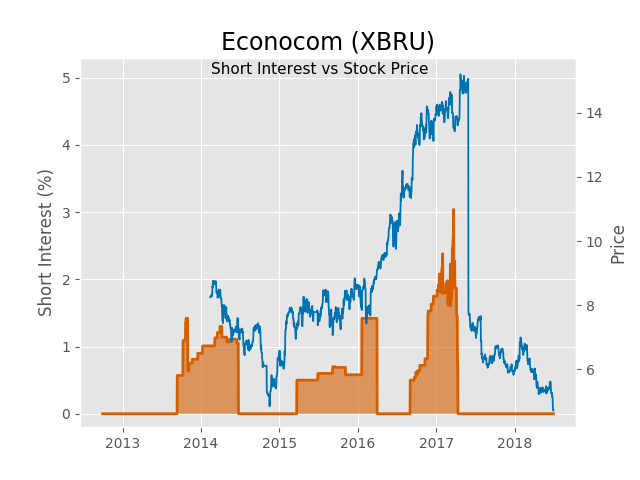 Econocom (XBRU)
Short Interest vs Stock Price
Short Interest (%)
5
4
3
2
1
0
14
12
10
8
6
Price
2013 2014 2015 2016 2017 2018